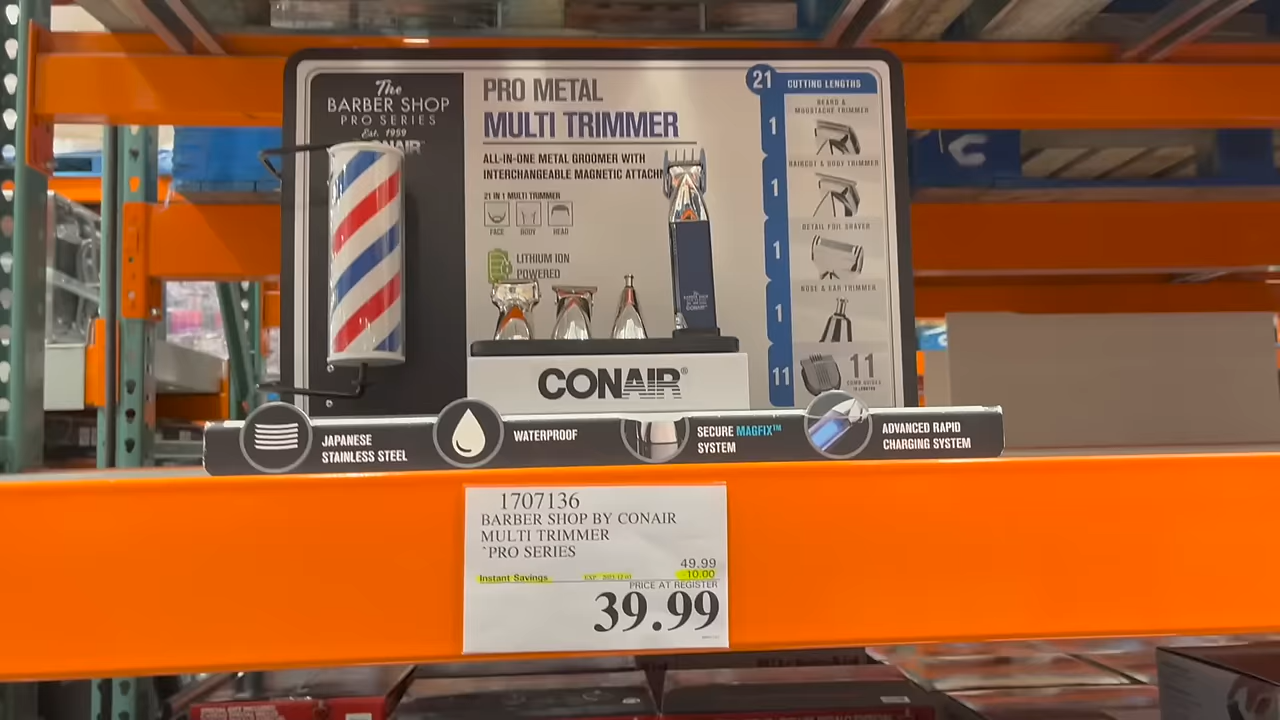 The
BARBER SHOP
PRO SERIES
Est. 1959
CONAIR
PRO METAL
MULTI TRIMMER
ALL-IN-ONE METAL GROOMER WITH
INTERCHANGEABLE MAGNETIC ATTACHM
21 IN 1 MULTI TRIMMER
FACE BODY HEAD
LITHIUM ION
POWERED
CONAIR®
21 CUTTING LENGTHS
BEARD &
MOUSTACHE TRIMMER
1
HAIRCUT & BODY TRIMMER
1
DETAIL FOIL SHAVER
1
NOSE & EAR TRIMMER
1
11
11
JAPANESE
STAINLESS STEEL
WATERPROOF
SECURE MAGFIX™
SYSTEM
ADVANCED RAPID
CHARGING SYSTEM
1707136
BARBER SHOP BY CONAIR
MULTI TRIMMER
`PRO SERIES
49.99
Instant Savings EXP. 10.00
PRICE AT REGISTER
39.99